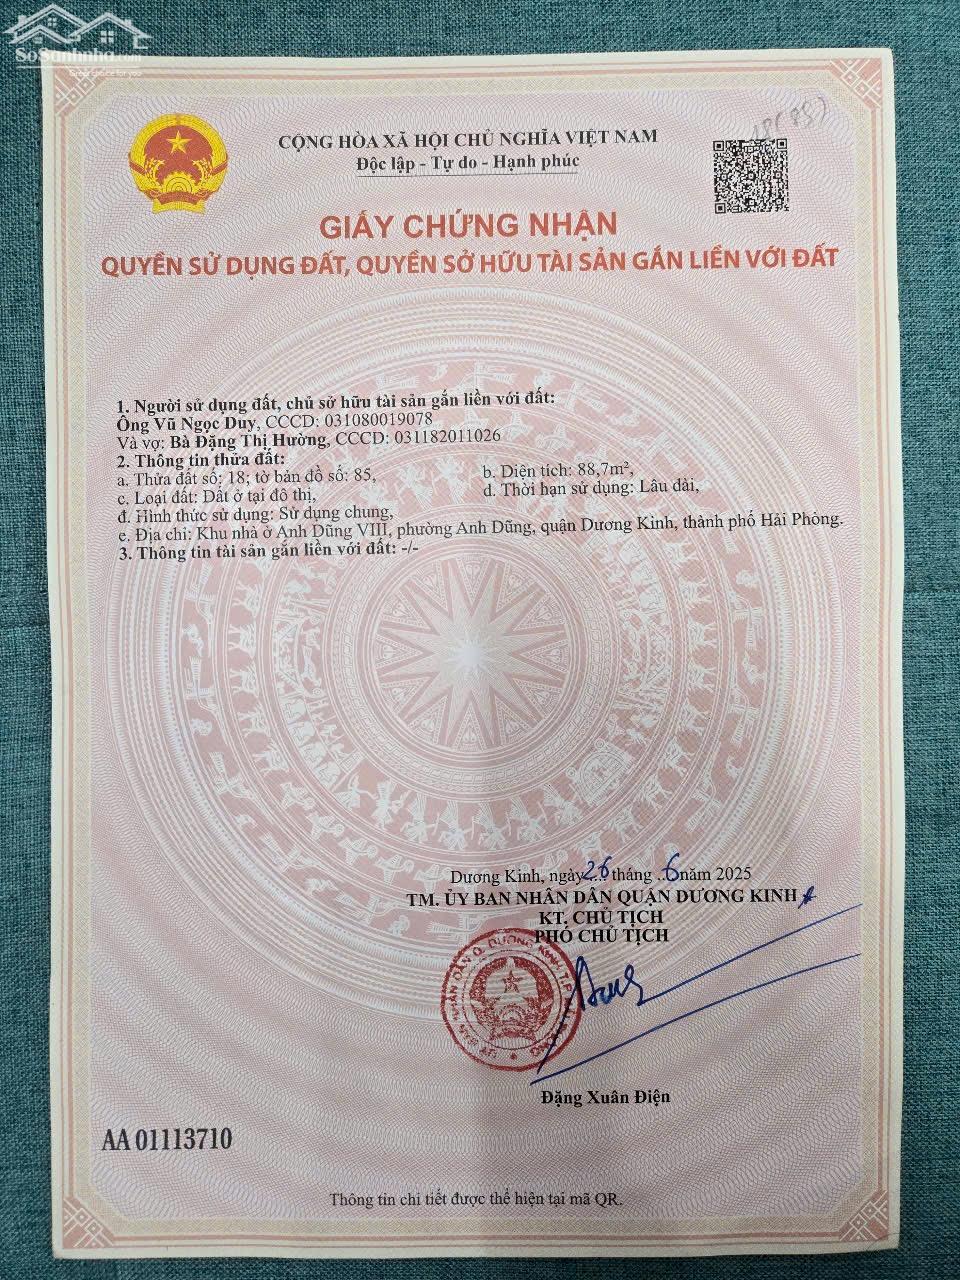 SoSanhnha.com
Great choice for you
18(85)
CỘNG HÒA XÃ HỘI CHỦ NGHĨA VIỆT NAM
Độc lập - Tự do - Hạnh phúc
GIẤY CHỨNG NHẬN
QUYỀN SỬ DỤNG ĐẤT, QUYỀN SỞ HỮU TÀI SẢN GẮN LIỀN VỚI ĐẤT
1. Người sử dụng đất, chủ sở hữu tài sản gắn liền với đất:
Ông Vũ Ngọc Duy, CCCD: 031080019078
Và vợ: Bà Đặng Thị Hường, CCCD: 031182011026
2. Thông tin thửa đất:
a. Thửa đất số: 18; tờ bản đồ số: 85, b. Diện tích: 88,7m²,
c. Loại đất: Đất ở tại đô thị, d. Thời hạn sử dụng: Lâu dài,
đ. Hình thức sử dụng: Sử dụng chung,
e. Địa chỉ: Khu nhà ở Anh Dũng VIII, phường Anh Dũng, quận Dương Kinh, thành phố Hải Phòng.
3. Thông tin tài sản gắn liền với đất: -/-
Dương Kinh, ngày 26 tháng 6 năm 2025
TM. ỦY BAN NHÂN DÂN QUẬN DƯƠNG KINH
KT. CHỦ TỊCH
PHÓ CHỦ TỊCH
Đặng Xuân Điện
AA 01113710
Thông tin chi tiết được thể hiện tại mã QR.